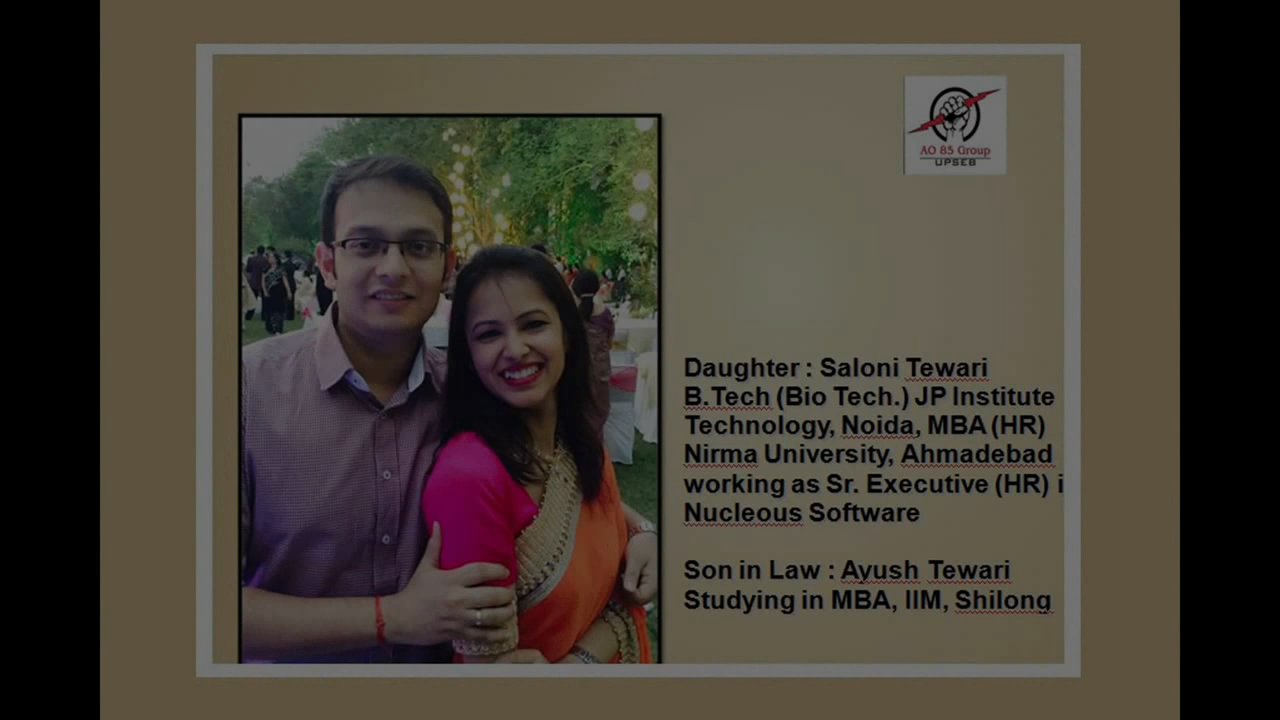 AO 85 Group
UPSEB
Daughter : Saloni Tewari
B.Tech (Bio Tech.) JP Institute
Technology, Noida, MBA (HR)
Nirma University, Ahmadebad
working as Sr. Executive (HR) i
Nucleous Software
Son in Law : Ayush Tewari
Studying in MBA, IIM, Shilong